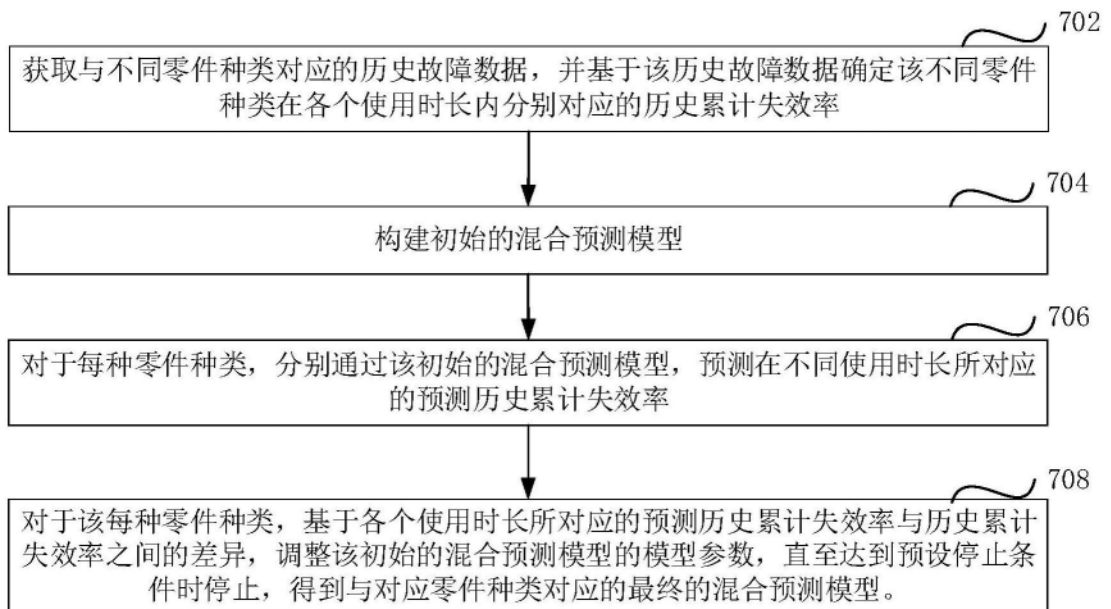 702
获取与不同零件种类对应的历史故障数据，并基于该历史故障数据确定该不同零件
种类在各个使用时长内分别对应的历史累计失效率
704
构建初始的混合预测模型
706
对于每种零件种类，分别通过该初始的混合预测模型，预测在不同使用时长所对应
的预测历史累计失效率
708
对于该每种零件种类，基于各个使用时长所对应的预测历史累计失效率与历史累计
失效率之间的差异，调整该初始的混合预测模型的模型参数，直至达到预设停止条
件时停止，得到与对应零件种类对应的最终的混合预测模型。